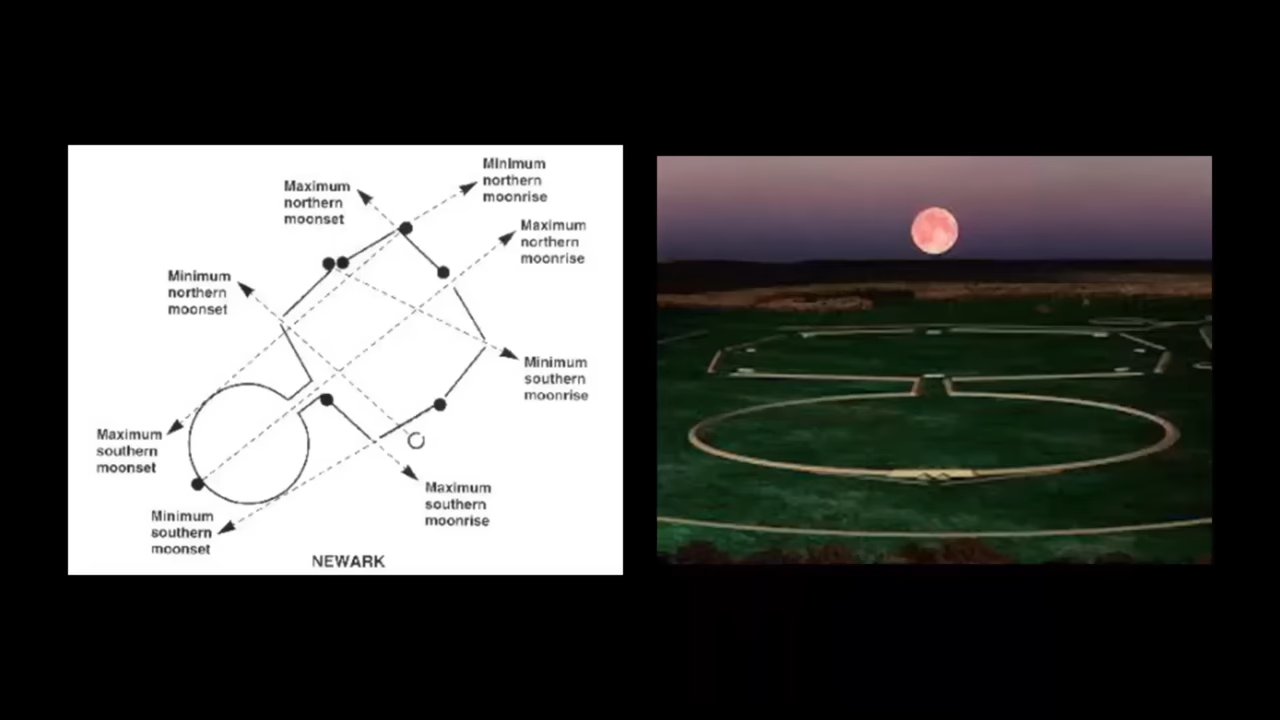 Minimum
northern
moonrise
Maximum
northern
moonset
Maximum
northern
moonrise
Minimum
northern
moonset
Minimum
southern
moonrise
Maximum
southern
moonset
Maximum
southern
moonrise
Minimum
southern
moonset
NEWARK